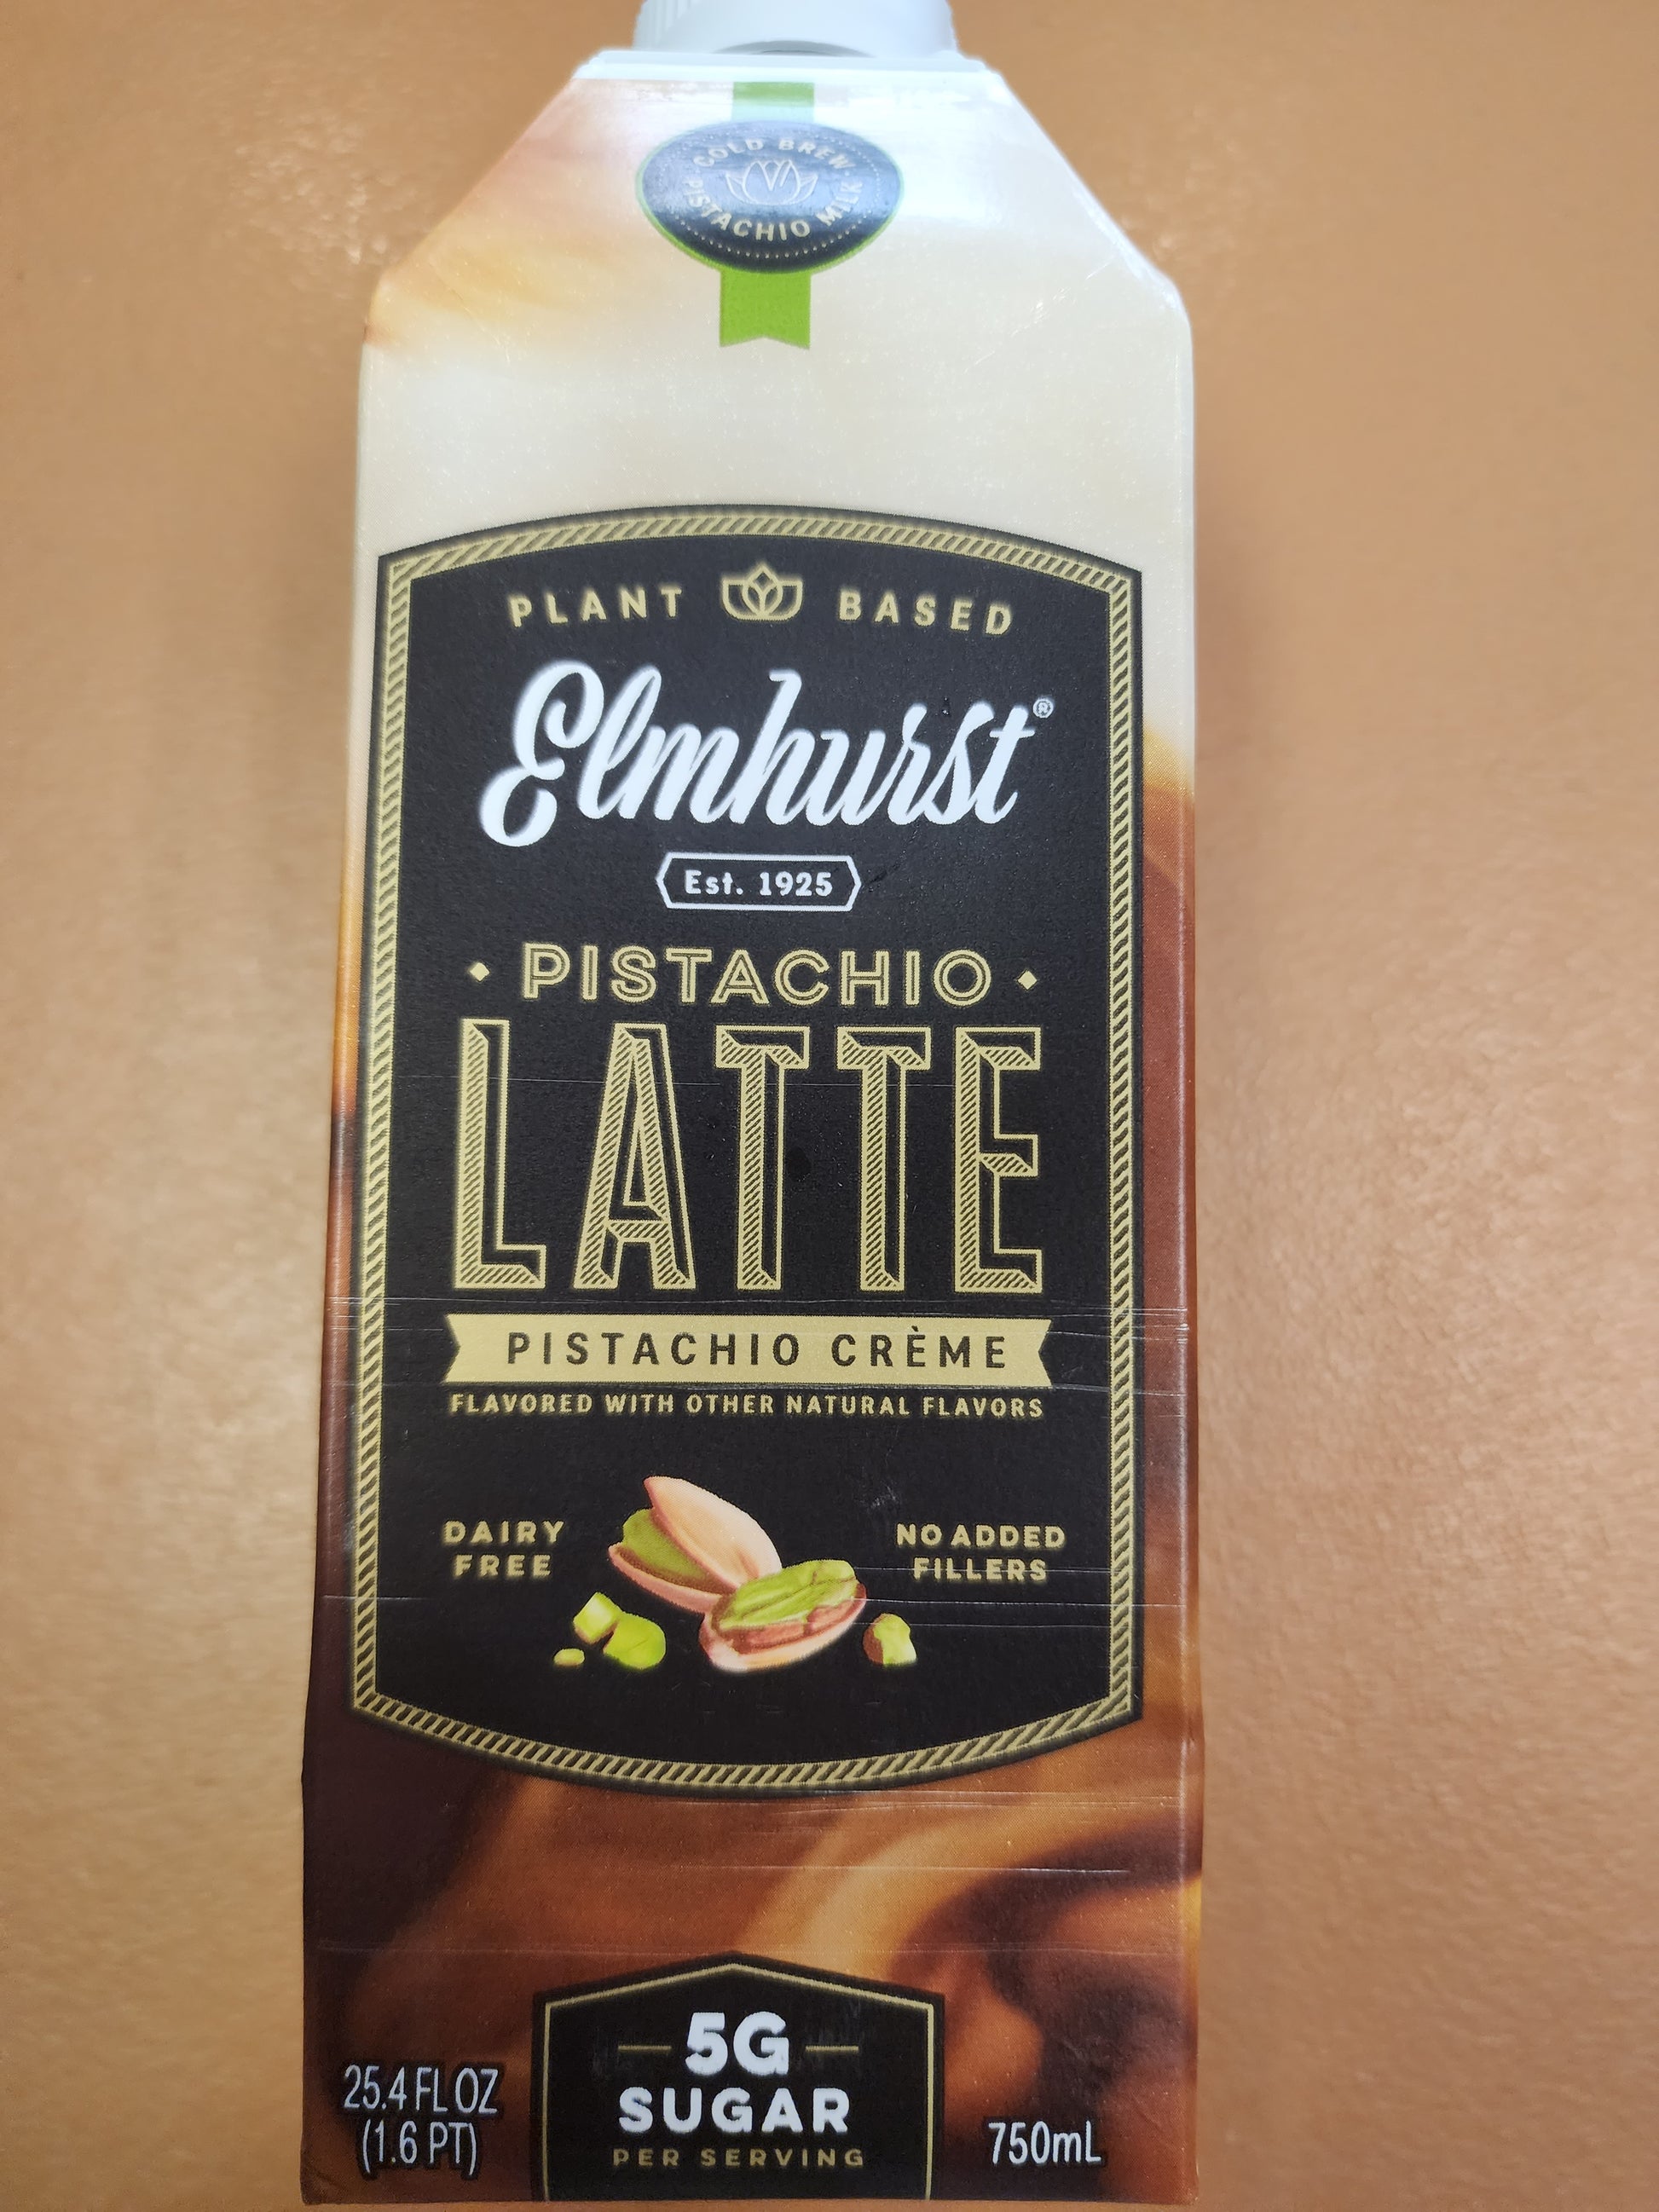 COLD BREW
PISTACHIO MILK
PLANT BASED
Elmhurst®
Est. 1925
PISTACHIO
LATTE
PISTACHIO CRÈME
FLAVORED WITH OTHER NATURAL FLAVORS
DAIRY
FREE
NO ADDED
FILLERS
5G
SUGAR
PER SERVING
25.4 FL OZ
(1.6 PT)
750mL